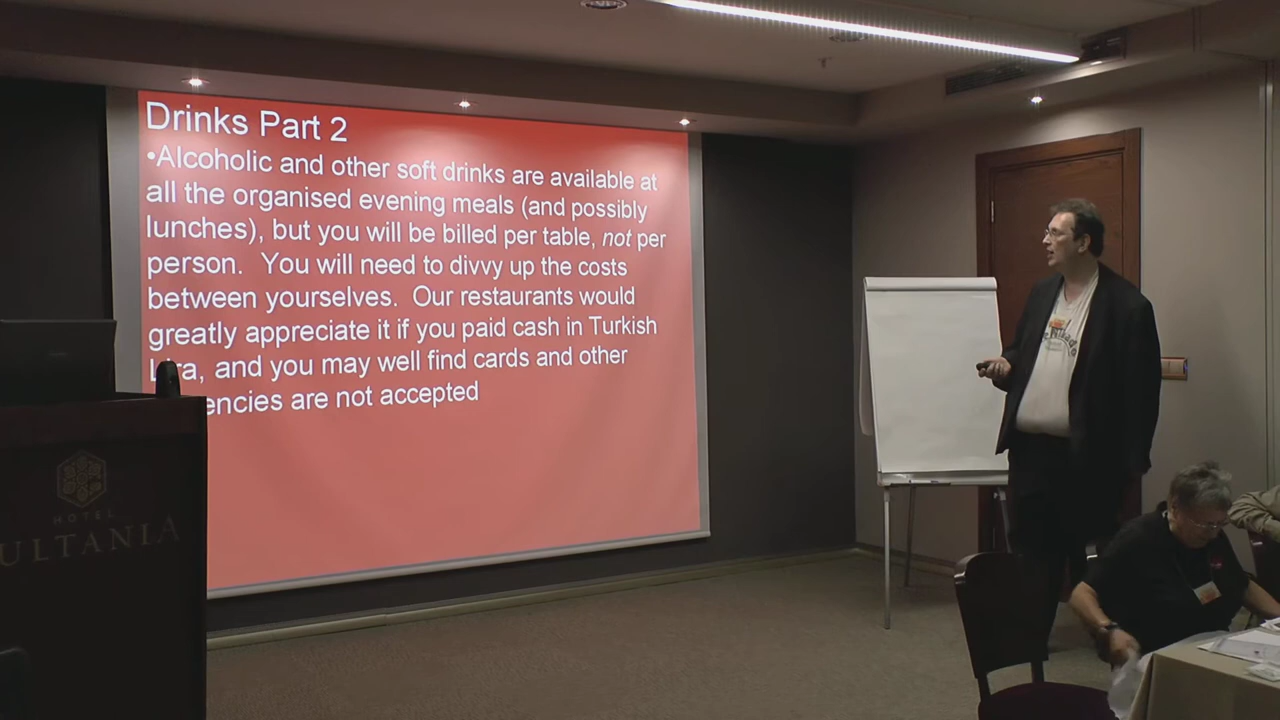 Drinks Part 2
•Alcoholic and other soft drinks are available at
all the organised evening meals (and possibly
lunches), but you will be billed per table, not per
person. You will need to divvy up the costs
between yourselves. Our restaurants would
greatly appreciate it if you paid cash in Turkish
and you may well find cards and other
encies are not accepted
HOTEL
ULTANIA